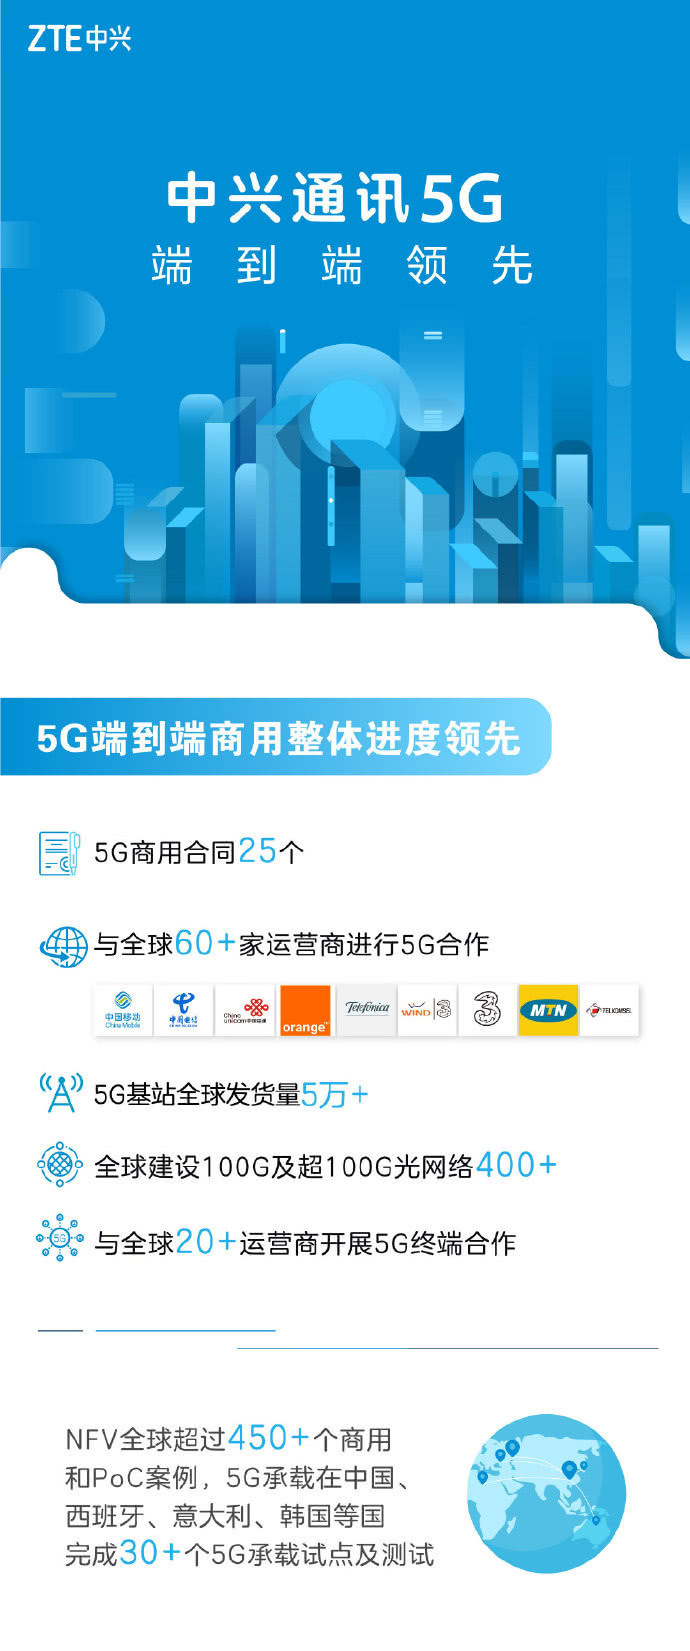 ZTE中兴
中兴通讯5G
端到端领先
5G端到端商用整体进度领先
5G商用合同25个
与全球60+家运营商进行5G合作
中国移动
China Mobile
中国电信
CHINA TELECOM
China
unicom中国联通
orange
Telefónica
WIND 3
3
MTN
TELKOMSEL
5G基站全球发货量5万+
全球建设100G及超100G光网络400+
5G
与全球20+运营商开展5G终端合作
NFV全球超过450+个商用
和PoC案例，5G承载在中国、
西班牙、意大利、韩国等国
完成30+个5G承载试点及测试